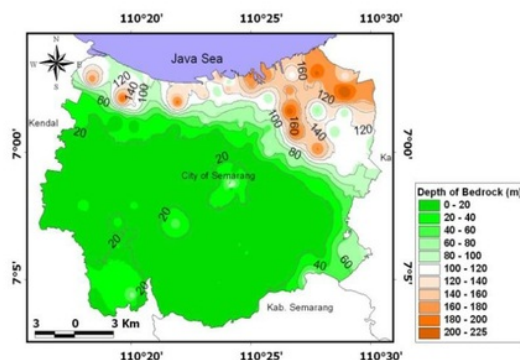 110°20' 110°25' 110°30'
Java Sea
N
W E
S
120
140
100
60
120
100
160
140
120
80
Kendal
20
7°00'
7°00'
Ka
20
City of Semarang
20
20
40
60
20
7°5'
7°5'
Kab. Semarang
3 0 3 Km
110°20' 110°25' 110°30'
Depth of Bedrock (m)
0 - 20
20 - 40
40 - 60
60 - 80
80 - 100
100 - 120
120 - 140
140 - 160
160 - 180
180 - 200
200 - 225